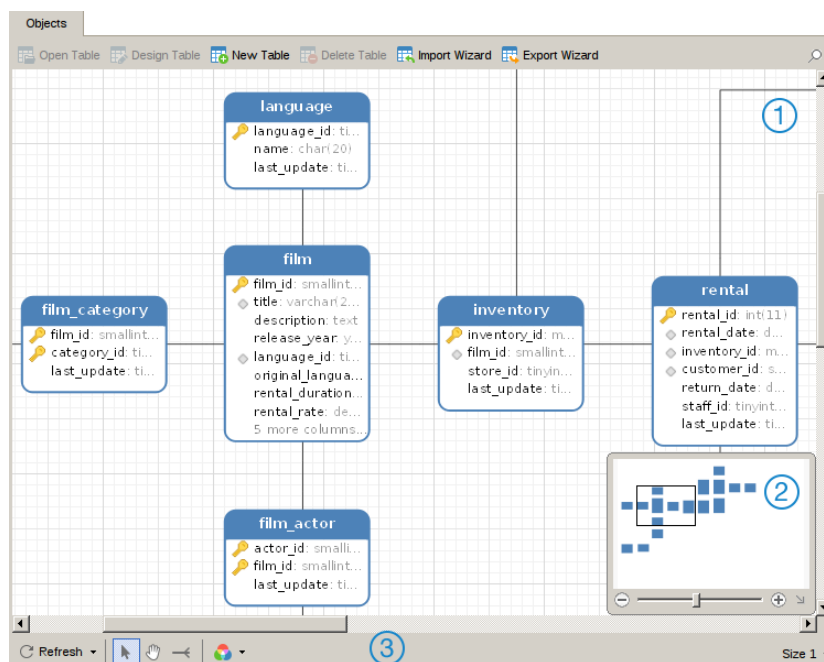 Objects
Open Table Design Table New Table Delete Table Import Wizard Export Wizard
1
language
language_id: ti...
name: char(20)
last_update: ti...
film
film_id: smallint...
title: varchar(2...
description: text
release_year: y...
language_id: ti...
original_langua...
rental_duration...
rental_rate: de...
5 more columns...
film_category
film_id: smallint...
category_id: ti...
last_update: ti...
inventory
inventory_id: m...
film_id: smallint...
store_id: tinyin...
last_update: ti...
rental
rental_id: int(11)
rental_date: d...
inventory_id: m...
customer_id: s...
return_date: d...
staff_id: tinyint...
last_update: ti...
2
film_actor
actor_id: smalli...
film_id: smallint...
last_update: ti...
Refresh
3
Size 1